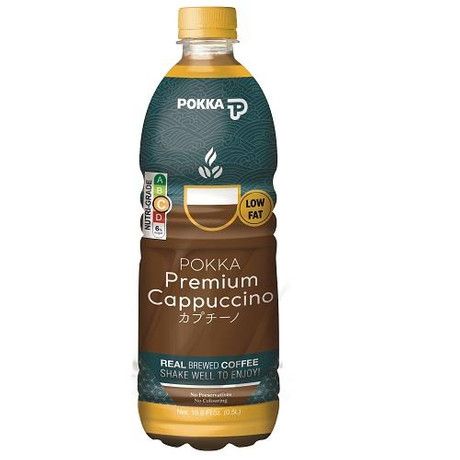 POKKA
LOW
FAT
NUTRI-GRADE
A
B
C
D
6%
POKKA
Premium
Cappuccino
カプチーノ
REAL BREWED COFFEE
SHAKE WELL TO ENJOY!
No Preservatives
No Colouring